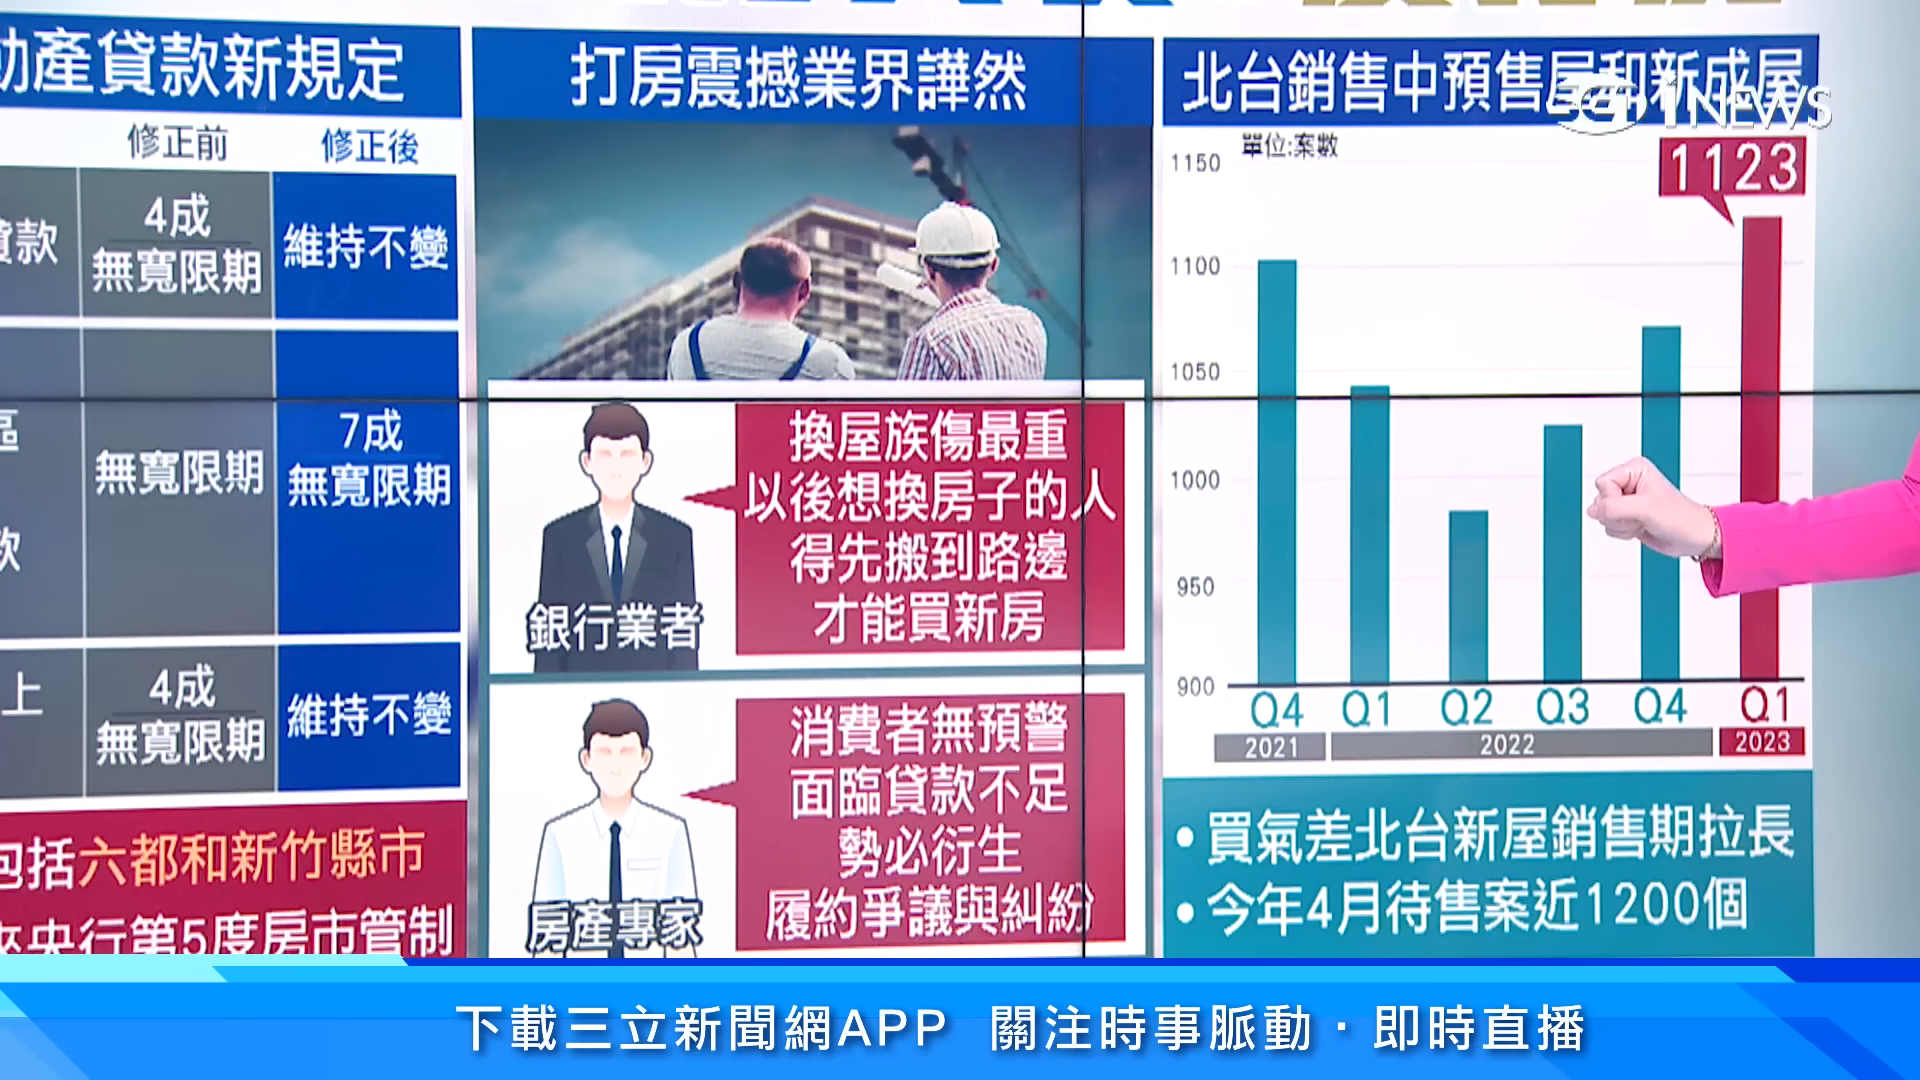 動產貸款新規定
修正前
修正後
貸款
4成
無寬限期
維持不變
區
款
無寬限期
7成
無寬限期
上
4成
無寬限期
維持不變
包括六都和新竹縣市
來央行第5度房市管制
打房震撼業界譁然
換屋族傷最重
以後想換房子的人
得先搬到路邊
才能買新房
銀行業者
消費者無預警
面臨貸款不足
勢必衍生
履約爭議與糾紛
房產專家
北台銷售中預售屋和新成屋
iNEWS
單位:案數
1150
1100
1050
1000
950
900
1123
Q4
Q1
Q2
Q3
Q4
Q1
2021
2022
2023
•買氣差北台新屋銷售期拉長
•今年4月待售案近1200個
下載三立新聞網APP 關注時事脈動·即時直播